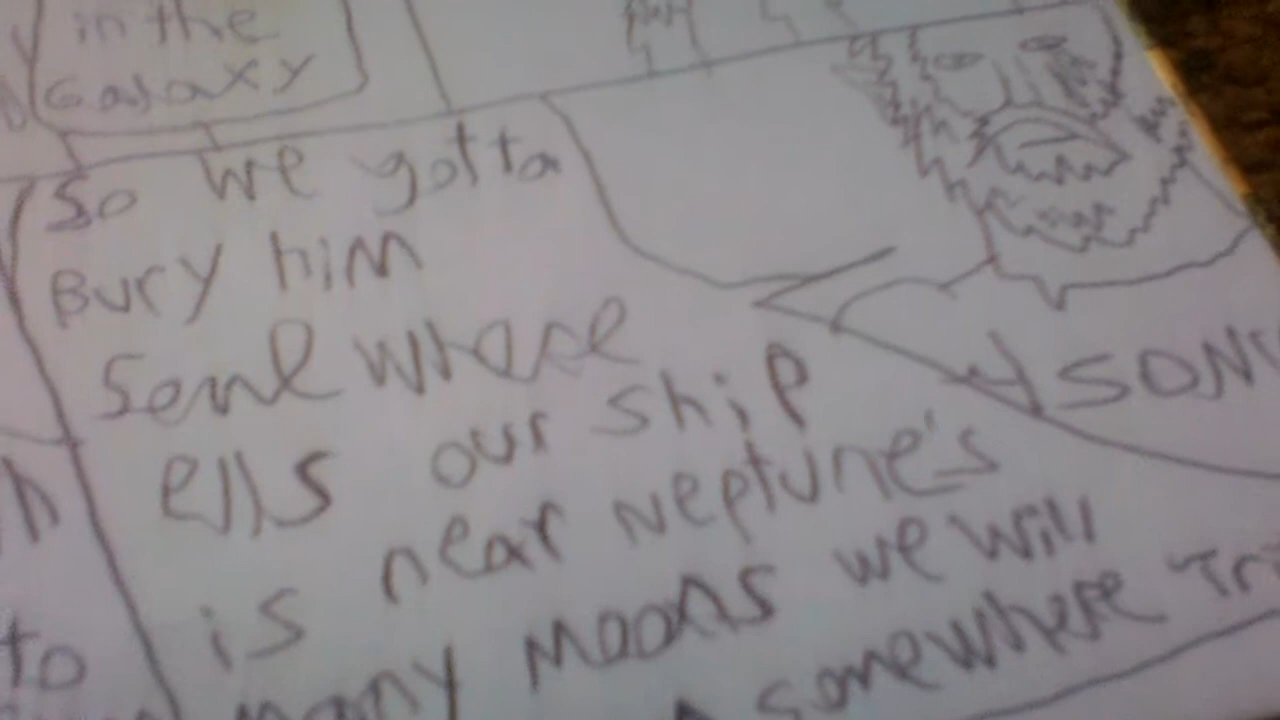 in the
Galaxy
So we gotta
Bury him
Somewhere
ells our ship
is near Neptune's
many Moons we will
somewhere
to